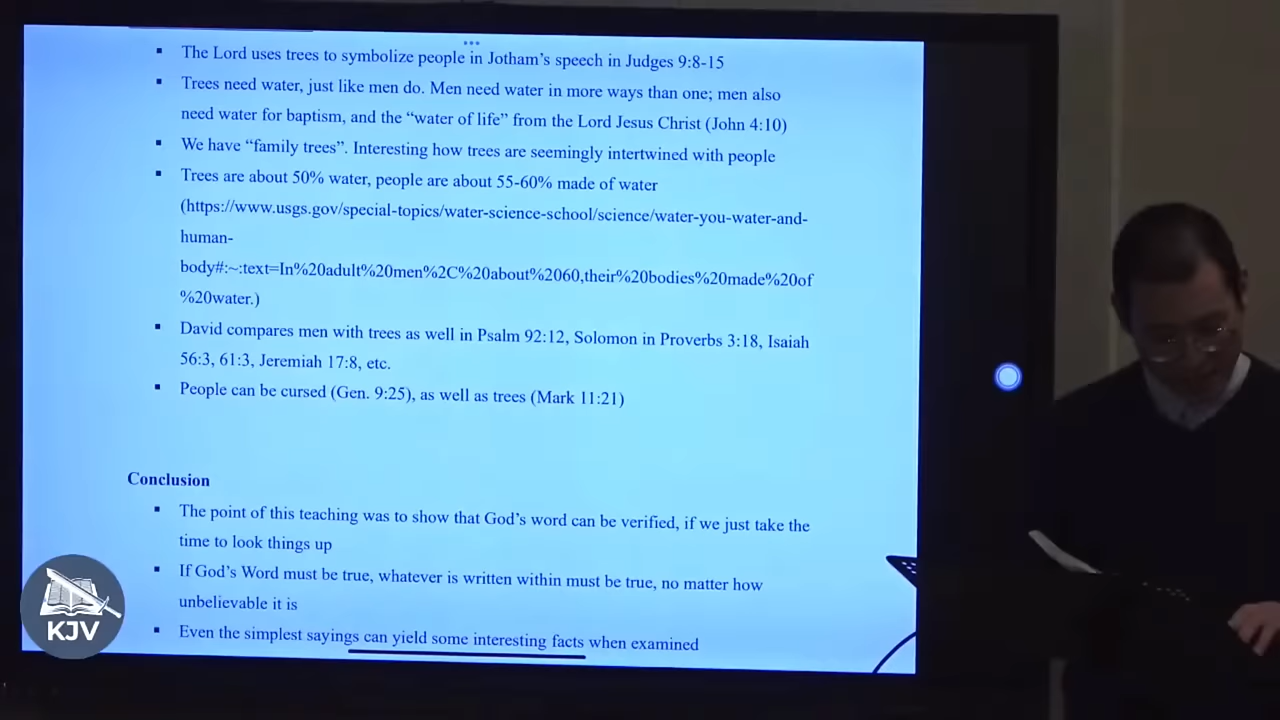 The Lord uses trees to symbolize people in Jotham's speech in Judges 9:8-15
Trees need water, just like men do. Men need water in more ways than one; men also
need water for baptism, and the “water of life” from the Lord Jesus Christ (John 4:10)
We have “family trees”. Interesting how trees are seemingly intertwined with people
Trees are about 50% water, people are about 55-60% made of water
(https://www.usgs.gov/special-topics/water-science-school/science/water-you-water-and-
human-
body#:~:text=In%20adult%20men%2C%20about%2060,their%20bodies%20made%20of
%20water.)
David compares men with trees as well in Psalm 92:12, Solomon in Proverbs 3:18, Isaiah
56:3, 61:3, Jeremiah 17:8, etc.
People can be cursed (Gen. 9:25), as well as trees (Mark 11:21)
Conclusion
The point of this teaching was to show that God's word can be verified, if we just take the
time to look things up
If God's Word must be true, whatever is written within must be true, no matter how
unbelievable it is
Even the simplest sayings can yield some interesting facts when examined
KJV